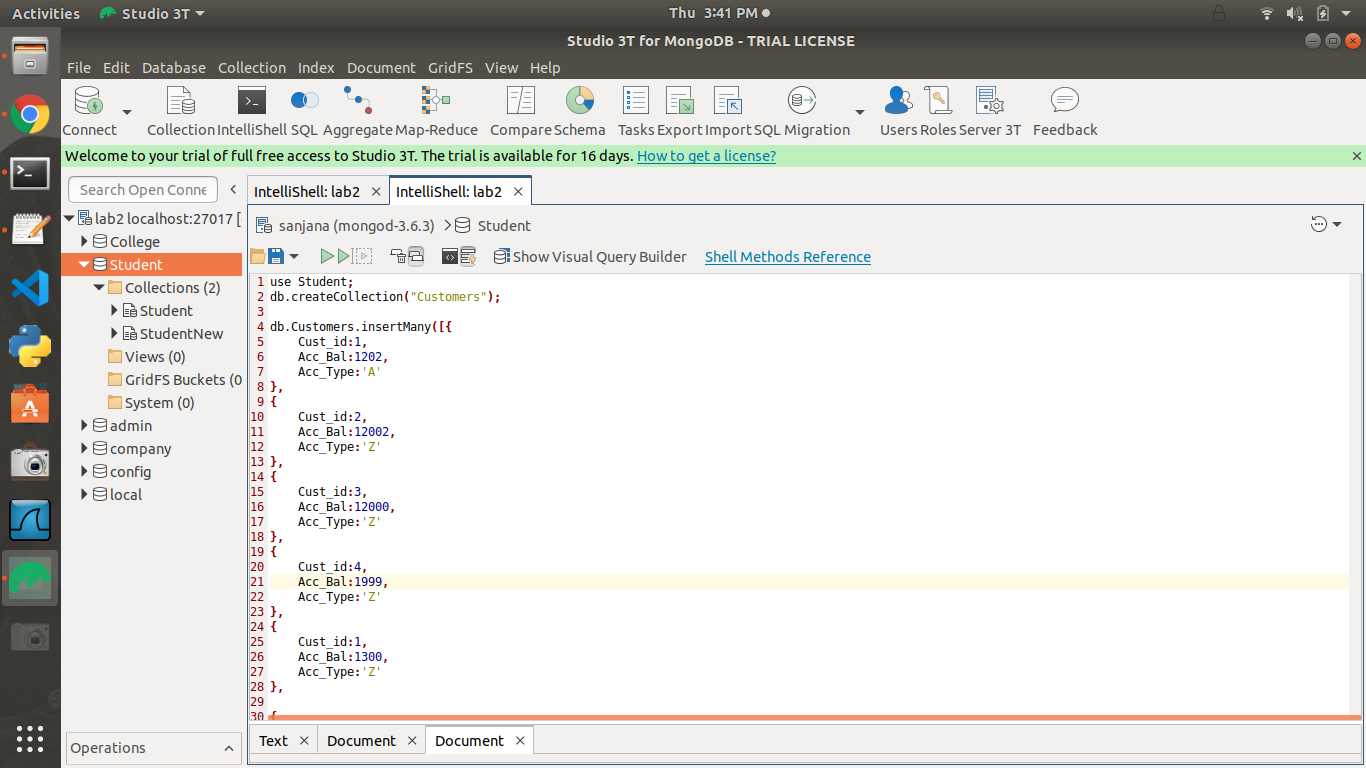 Activities Studio 3T Thu 3:41 PM
Studio 3T for MongoDB - TRIAL LICENSE
File Edit Database Collection Index Document GridFS View Help
Connect Collection IntelliShell SQL Aggregate Map-Reduce Compare Schema Tasks Export Import SQL Migration Users Roles Server 3T Feedback
Welcome to your trial of full free access to Studio 3T. The trial is available for 16 days. How to get a license?
Search Open Conne
IntelliShell: lab2 IntelliShell: lab2
lab2 localhost:27017 [
College
Student
Collections (2)
Student
StudentNew
Views (0)
GridFS Buckets (0
System (0)
admin
company
config
local
Operations
sanjana (mongod-3.6.3) Student
Show Visual Query Builder Shell Methods Reference
1 use Student;
2 db.createCollection("Customers");
3
4 db.Customers.insertMany([{
5 Cust_id:1,
6 Acc_Bal:1202,
7 Acc_Type:'A'
8 },
9 {
10 Cust_id:2,
11 Acc_Bal:12002,
12 Acc_Type:'Z'
13 },
14 {
15 Cust_id:3,
16 Acc_Bal:12000,
17 Acc_Type:'Z'
18 },
19 {
20 Cust_id:4,
21 Acc_Bal:1999,
22 Acc_Type:'Z'
23 },
24 {
25 Cust_id:1,
26 Acc_Bal:1300,
27 Acc_Type:'Z'
28 },
29
30 {
Text Document Document